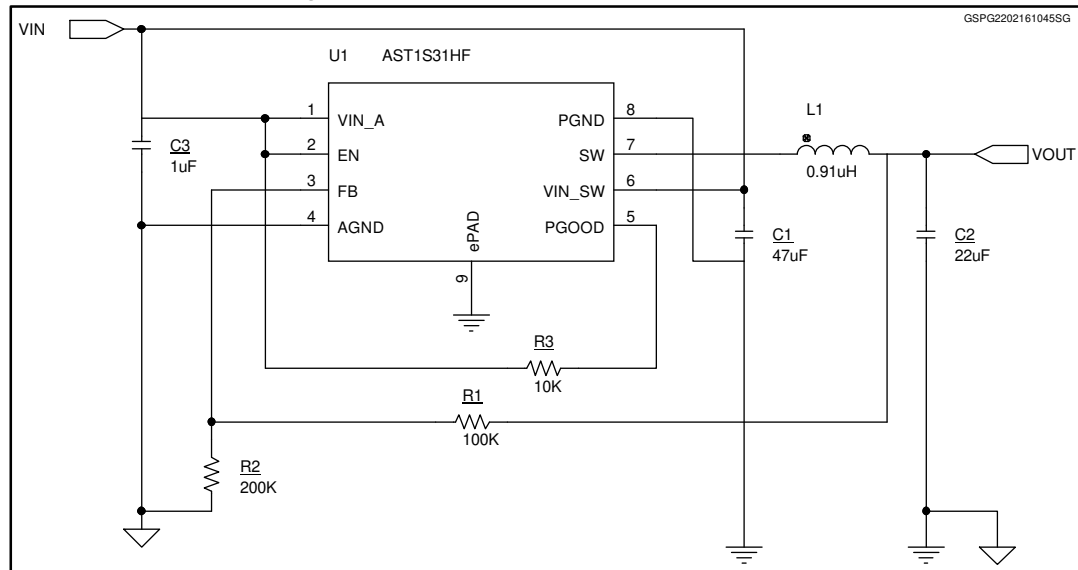 GSPG2202161045SG
VIN
U1 AST1S31HF
1 VIN_A
2 EN
3 FB
4 AGND
PGND 8
SW 7
VIN_SW 6
PGOOD 5
ePAD
9
C3
1uF
L1
0.91uH
VOUT
C1
47uF
C2
22uF
R3
10K
R1
100K
R2
200K